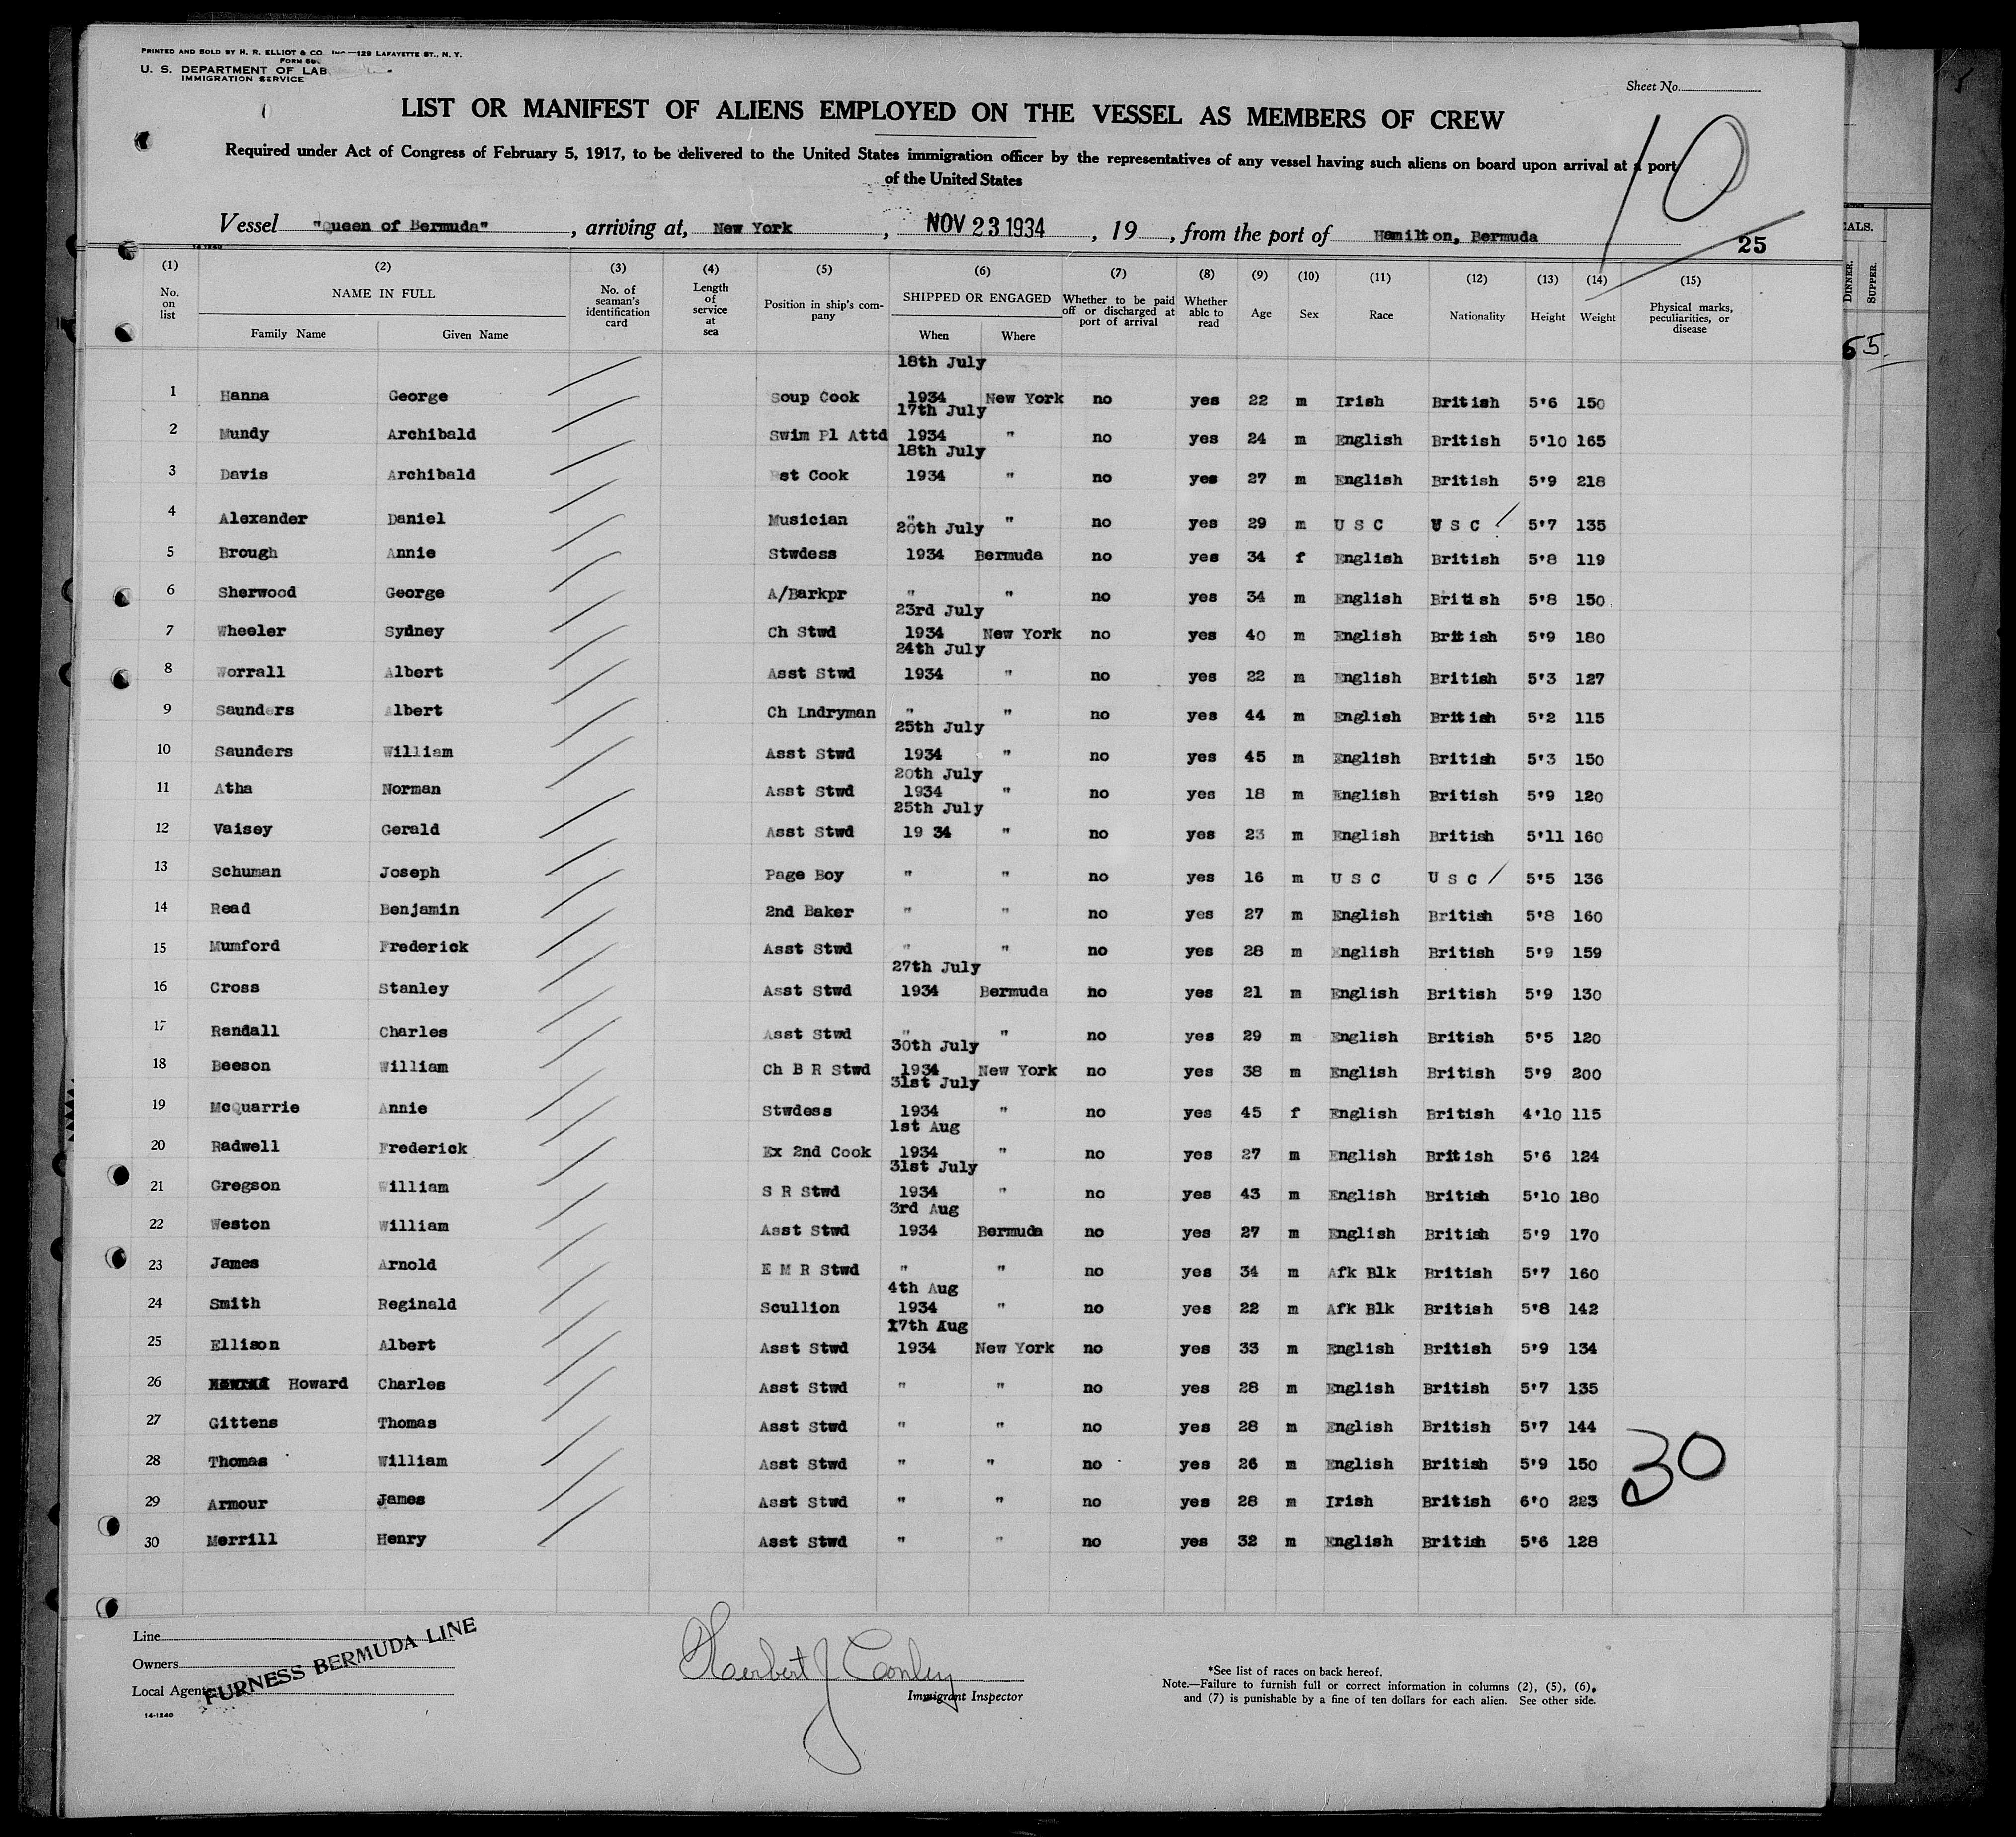 PRINTED AND SOLD BY H. R. ELLIOT & CO. INC.—129 LAFAYETTE ST., N. Y.
FORM
U. S. DEPARTMENT OF LAB
IMMIGRATION SERVICE
Sheet No.
LIST OR MANIFEST OF ALIENS EMPLOYED ON THE VESSEL AS MEMBERS OF CREW
10
Required under Act of Congress of February 5, 1917, to be delivered to the United States immigration officer by the representatives of any vessel having such aliens on board upon arrival at a port
of the United States
Vessel "Queen of Bermuda", arriving at, New York, NOV 23 1934, 19, from the port of Hamilton, Bermuda
14-1240
25
(1) (2) (3) (4) (5) (6) (7) (8) (9) (10) (11) (12) (13) (14) (15)
No. on list NAME IN FULL Family Name Given Name No. of seaman's identification card Length of service at sea Position in ship's company SHIPPED OR ENGAGED When Where Whether to be paid off or discharged at port of arrival Whether able to read Age Sex Race Nationality Height Weight Physical marks, peculiarities, or disease
18th July
1 Hanna George Soup Cook 1934 New York no yes 22 m Irish British 5'6 150
17th July
2 Mundy Archibald Swim Pl Attd 1934 " no yes 24 m English British 5'10 165
18th July
3 Davis Archibald st Cook 1934 " no yes 27 m English British 5'9 218
4 Alexander Daniel Musician " " no yes 29 m U S C U S C 5'7 135
20th July
5 Brough Annie Stwdess 1934 Bermuda no yes 34 f English British 5'8 119
6 Sherwood George A/Barkpr " " no yes 34 m English British 5'8 150
23rd July
7 Wheeler Sydney Ch Stwd 1934 New York no yes 40 m English British 5'9 180
24th July
8 Worrall Albert Asst Stwd 1934 " no yes 22 m English British 5'3 127
9 Saunders Albert Ch Lndryman " " no yes 44 m English British 5'2 115
25th July
10 Saunders William Asst Stwd 1934 " no yes 45 m English British 5'3 150
20th July
11 Atha Norman Asst Stwd 1934 " no yes 18 m English British 5'9 120
25th July
12 Vaisey Gerald Asst Stwd 19 34 " no yes 23 m English British 5'11 160
13 Schuman Joseph Page Boy " " no yes 16 m U S C U S C 5'5 136
14 Read Benjamin 2nd Baker " " no yes 27 m English British 5'8 160
15 Mumford Frederick Asst Stwd " " no yes 28 m English British 5'9 159
27th July
16 Cross Stanley Asst Stwd 1934 Bermuda no yes 21 m English British 5'9 130
17 Randall Charles Asst Stwd " " no yes 29 m English British 5'5 120
30th July
18 Beeson William Ch B R Stwd 1934 New York no yes 38 m English British 5'9 200
31st July
19 McQuarrie Annie Stwdess 1934 " no yes 45 f English British 4'10 115
1st Aug
20 Radwell Frederick Ex 2nd Cook 1934 " no yes 27 m English British 5'6 124
31st July
21 Gregson William S R Stwd 1934 " no yes 43 m English British 5'10 180
3rd Aug
22 Weston William Asst Stwd 1934 Bermuda no yes 27 m English British 5'9 170
23 James Arnold E M R Stwd " " no yes 34 m Afk Blk British 5'7 160
4th Aug
24 Smith Reginald Scullion 1934 " no yes 22 m Afk Blk British 5'8 142
17th Aug
25 Ellison Albert Asst Stwd 1934 New York no yes 33 m English British 5'9 134
26 Howard Charles Asst Stwd " " no yes 28 m English British 5'7 135
27 Gittens Thomas Asst Stwd " " no yes 28 m English British 5'7 144
28 Thomas William Asst Stwd " " no yes 26 m English British 5'9 150
29 Armour James Asst Stwd " " no yes 28 m Irish British 6'0 223
30 Merrill Henry Asst Stwd " " no yes 32 m English British 5'6 128
30
Line
Owners
Local Agents
FURNESS BERMUDA LINE
14-1240
Herbert J Conley
Immigrant Inspector
*See list of races on back hereof.
Note.—Failure to furnish full or correct information in columns (2), (5), (6), and (7) is punishable by a fine of ten dollars for each alien. See other side.
ALS.
DINNER.
SUPPER.
55